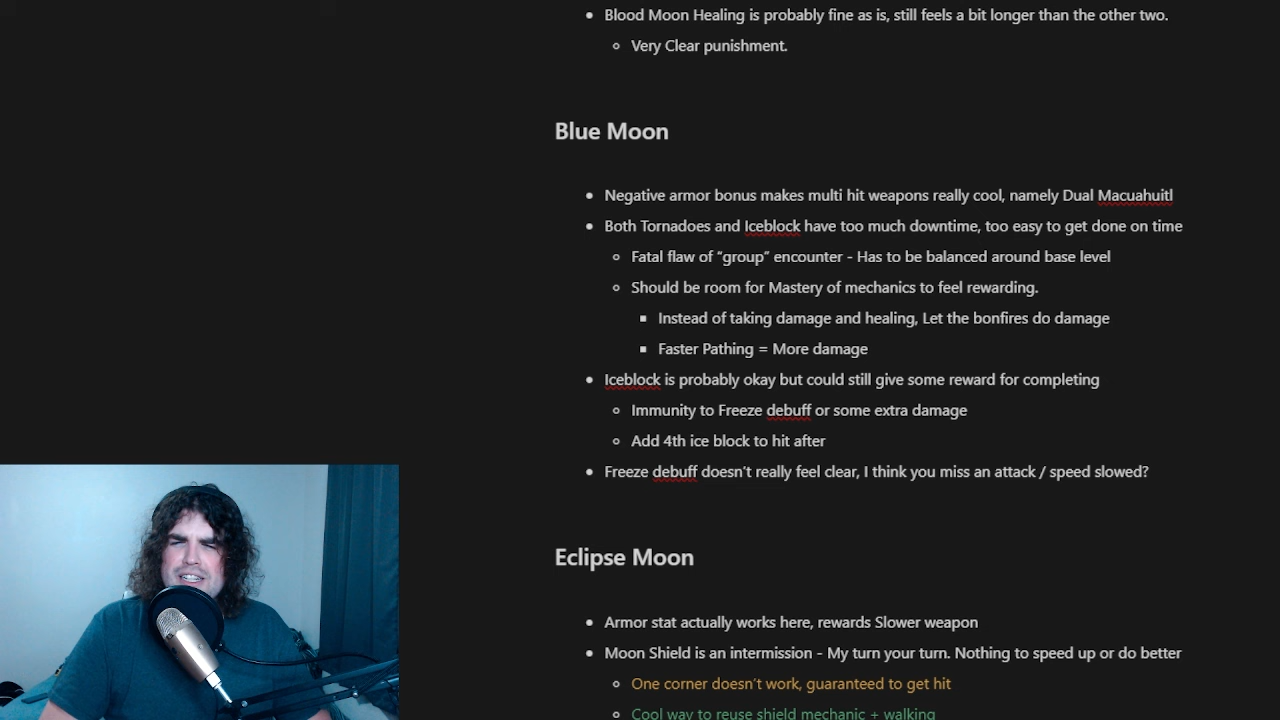 Blood Moon Healing is probably fine as is, still feels a bit longer than the other two.
Very Clear punishment.
Blue Moon
Negative armor bonus makes multi hit weapons really cool, namely Dual Macuahuitl
Both Tornadoes and Iceblock have too much downtime, too easy to get done on time
Fatal flaw of “group” encounter - Has to be balanced around base level
Should be room for Mastery of mechanics to feel rewarding.
Instead of taking damage and healing, Let the bonfires do damage
Faster Pathing = More damage
Iceblock is probably okay but could still give some reward for completing
Immunity to Freeze debuff or some extra damage
Add 4th ice block to hit after
Freeze debuff doesn't really feel clear, I think you miss an attack / speed slowed?
Eclipse Moon
Armor stat actually works here, rewards Slower weapon
Moon Shield is an intermission - My turn your turn. Nothing to speed up or do better
One corner doesn't work, guaranteed to get hit
Cool way to reuse shield mechanic + walking